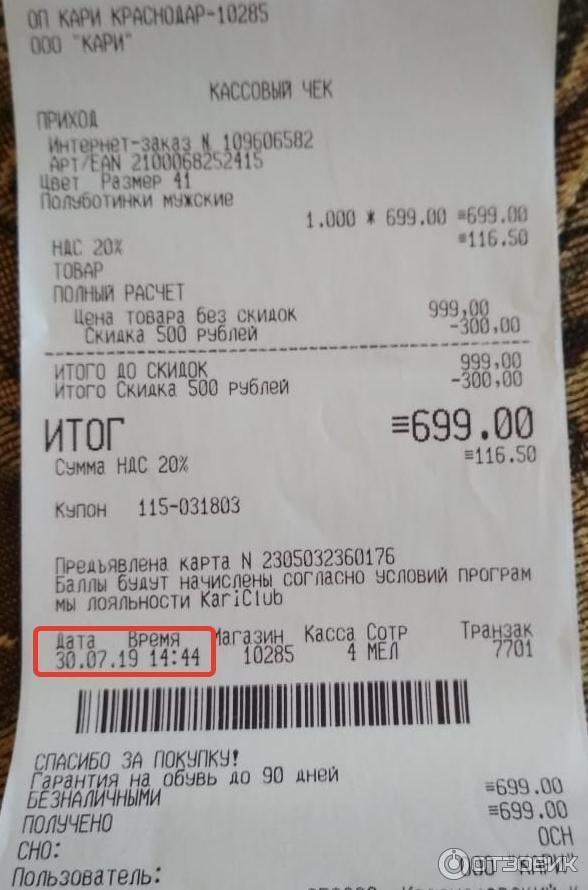 ОП КАРИ КРАСНОДАР-10285
ООО "КАРИ"
КАССОВЫЙ ЧЕК
ПРИХОД
Интернет-заказ N 109606582
АРТ/EAN 2100068252415
Цвет Размер 41
Полуботинки мужские
1.000 * 699.00 ≡699.00
НДС 20% ≡116.50
ТОВАР
ПОЛНЫЙ РАСЧЕТ
Цена товара без скидок 999,00
Скидка 500 рублей -300,00
ИТОГО ДО СКИДОК 999,00
Итого Скидка 500 рублей -300,00
ИТОГ ≡699.00
Сумма НДС 20% ≡116.50
Купон 115-031803
Предъявлена карта N 2305032360176
Баллы будут начислены согласно условий програм
мы лояльности KariClub
Дата Время Магазин Касса Сотр Транзак
30.07.19 14:44 10285 4 МЕЛ 7701
СПАСИБО ЗА ПОКУПКУ!
Гарантия на обувь до 90 дней
БЕЗНАЛИЧНЫМИ ≡699.00
ПОЛУЧЕНО ≡699.00
СНО: ОСН
Пользователь: ООО "КАРИ"
ОТЗОВИК